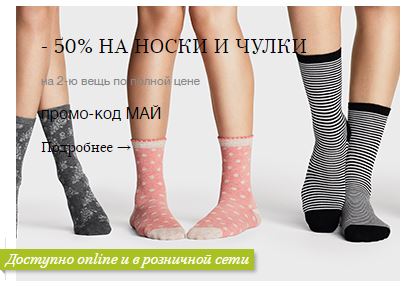 - 50% НА НОСКИ И ЧУЛКИ
на 2-ю вещь по полной цене
промо-код МАЙ
Подробнее →
Доступно online и в розничной сети